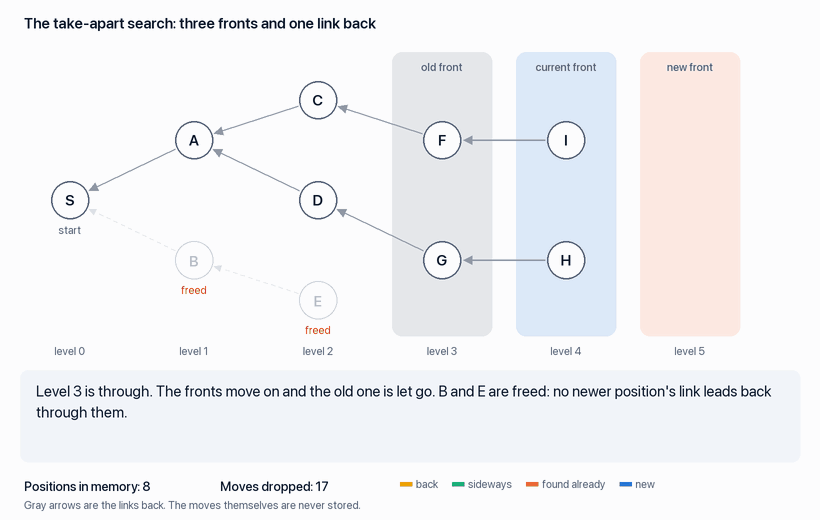 The take-apart search: three fronts and one link back
old front
current front
new front
C
A
F
I
S
D
start
B
G
H
freed
E
freed
level 0
level 1
level 2
level 3
level 4
level 5
Level 3 is through. The fronts move on and the old one is let go. B and E are freed: no newer position's link leads back
through them.
Positions in memory: 8
Moves dropped: 17
back
sideways
found already
new
Gray arrows are the links back. The moves themselves are never stored.